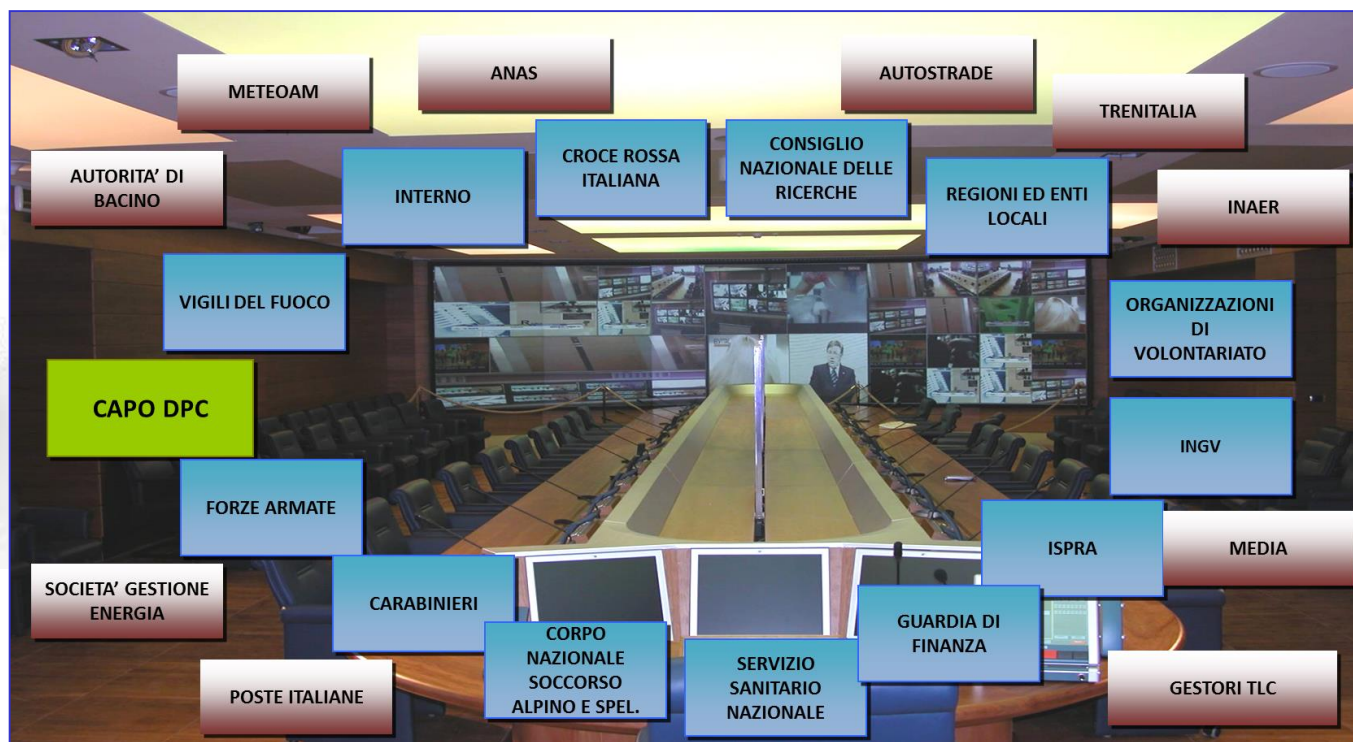 ANAS
AUTOSTRADE
METEOAM
TRENITALIA
CROCE ROSSA
ITALIANA
CONSIGLIO
NAZIONALE DELLE
RICERCHE
AUTORITA’ DI
BACINO
INTERNO
REGIONI ED ENTI
LOCALI
INAER
VIGILI DEL FUOCO
ORGANIZZAZIONI
DI
VOLONTARIATO
CAPO DPC
INGV
FORZE ARMATE
ISPRA
MEDIA
SOCIETA’ GESTIONE
ENERGIA
CARABINIERI
GUARDIA DI
FINANZA
CORPO
NAZIONALE
SOCCORSO
ALPINO E SPEL.
SERVIZIO
SANITARIO
NAZIONALE
POSTE ITALIANE
GESTORI TLC